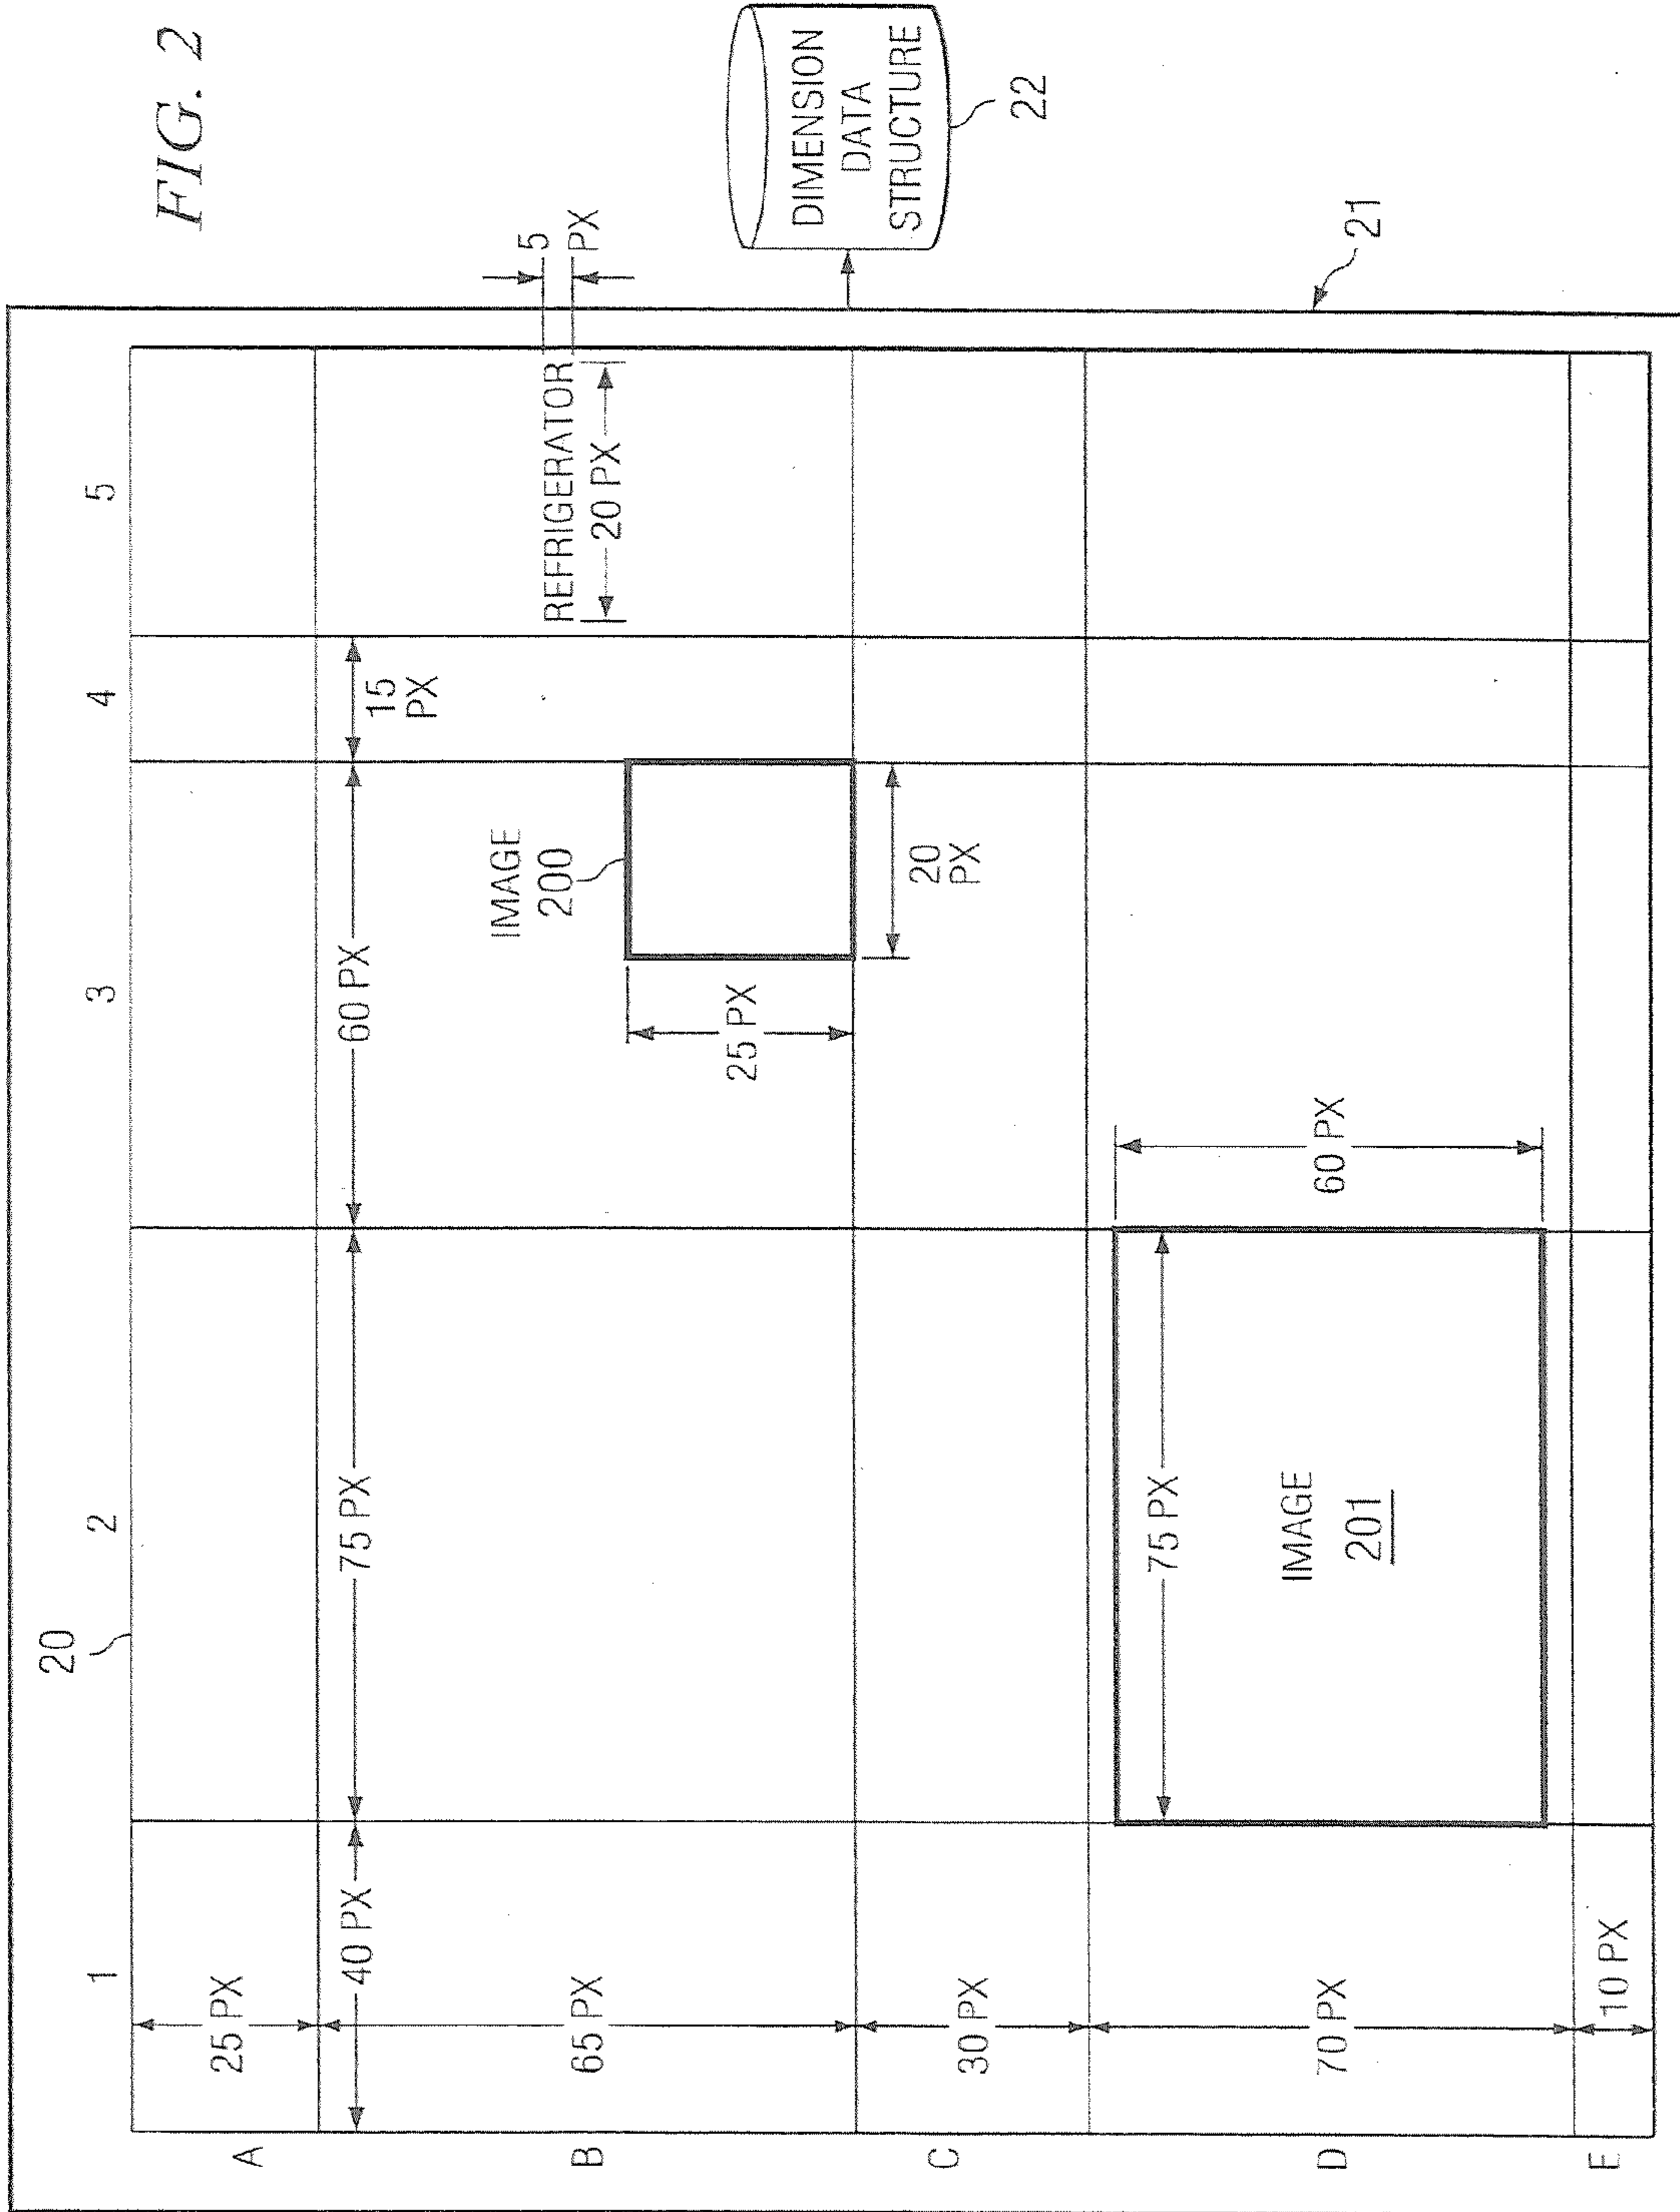 FIG. 2
20
1
2
3
4
5
A
B
C
D
E
25 PX
40 PX
75 PX
60 PX
15
PX
65 PX
IMAGE
200
25 PX
20
PX
REFRIGERATOR
20 PX
5
PX
DIMENSION
DATA
STRUCTURE
22
21
30 PX
70 PX
75 PX
IMAGE
201
60 PX
10 PX